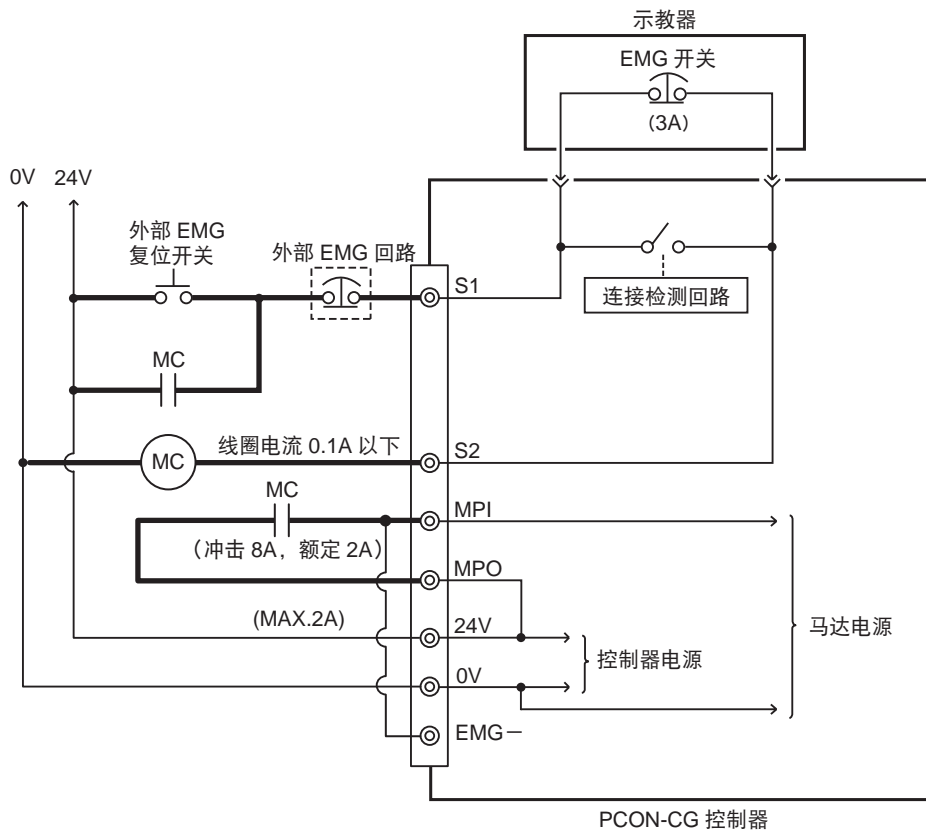 示教器
EMG 开关
(3A)
0V
24V
外部 EMG
复位开关
外部 EMG 回路
S1
连接检测回路
MC
线圈电流 0.1A 以下
S2
MC
MC
MPI
（冲击 8A，额定 2A）
MPO
(MAX.2A)
24V
马达电源
控制器电源
0V
EMG－
PCON-CG 控制器